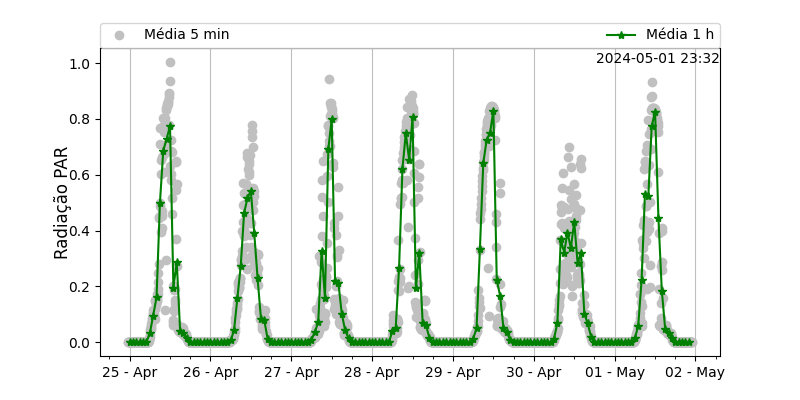 Média 5 min
Média 1 h
2024-05-01 23:32
Radiação PAR
1.0
0.8
0.6
0.4
0.2
0.0
25 - Apr
26 - Apr
27 - Apr
28 - Apr
29 - Apr
30 - Apr
01 - May
02 - May